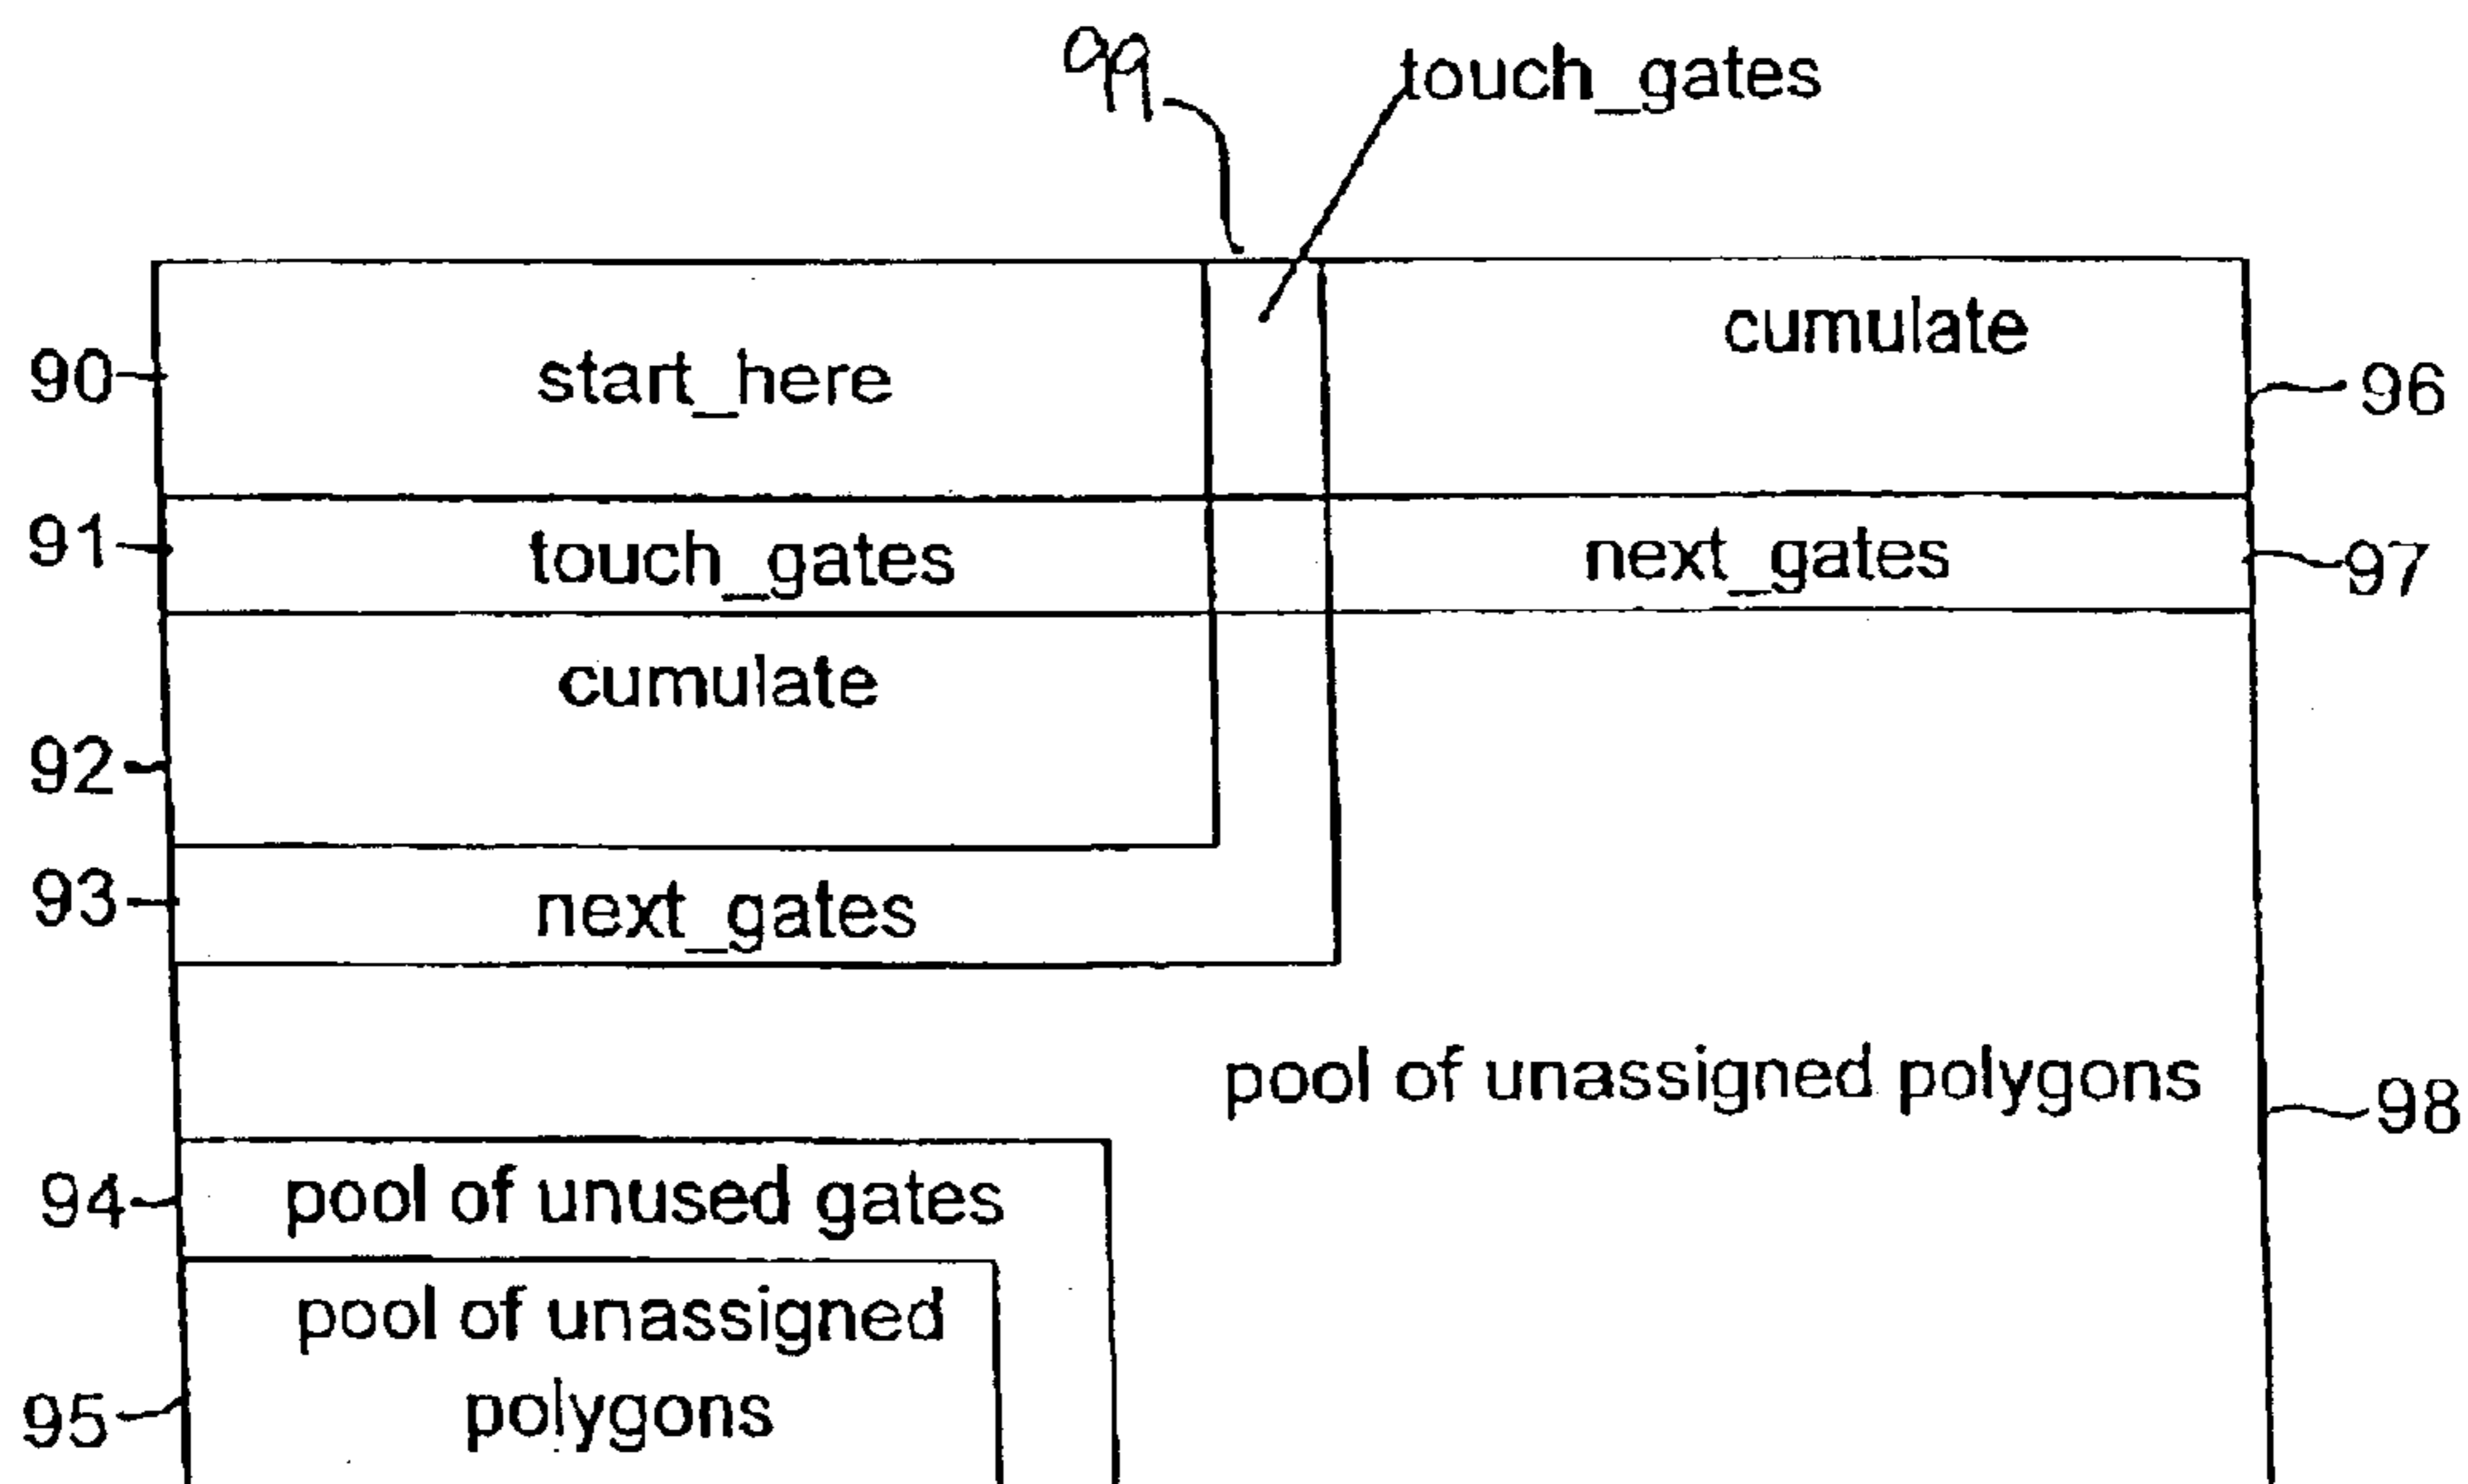 99
touch_gates
90
start_here
cumulate
96
91
touch_gates
next_gates
97
cumulate
92
93
next_gates
pool of unassigned polygons
98
94
pool of unused gates
pool of unassigned
polygons
95